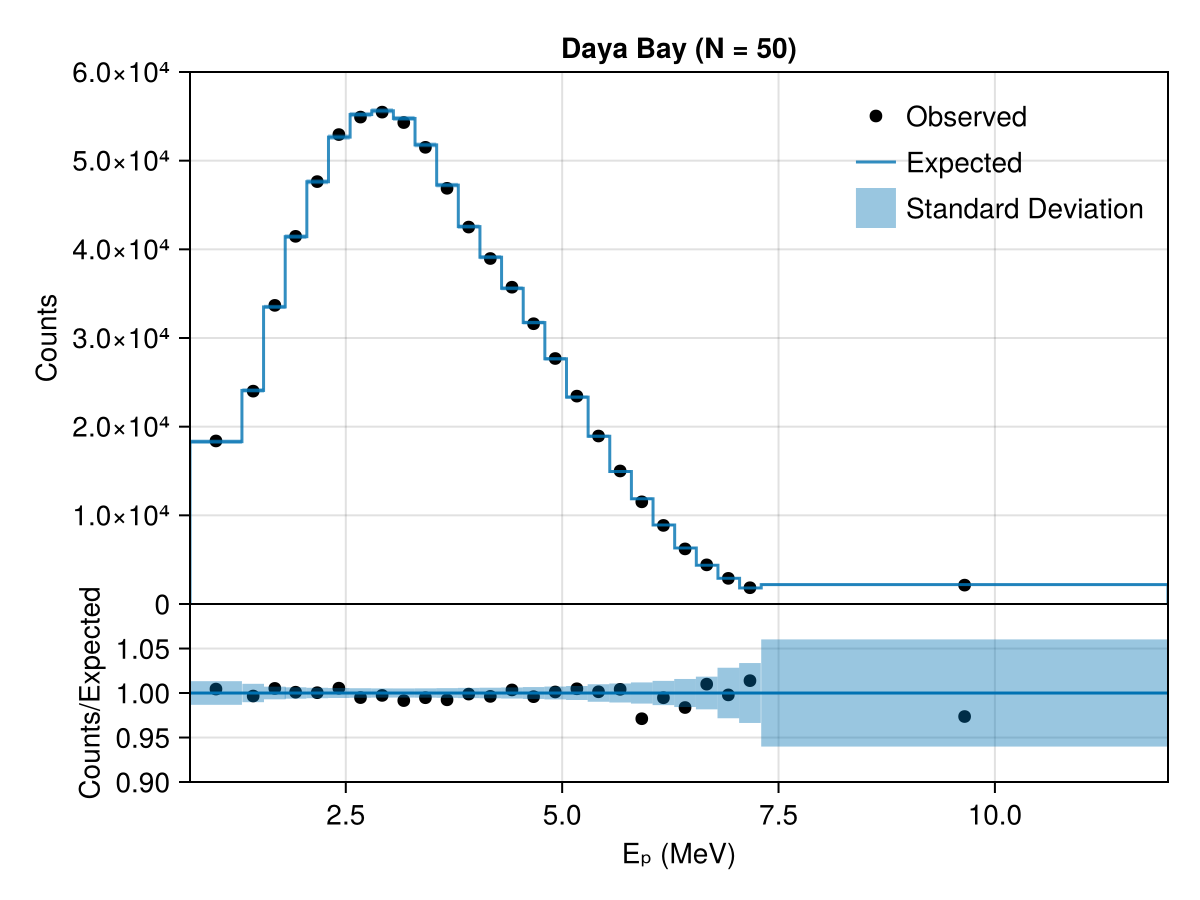 Daya Bay (N = 50)
6.0×10⁴
5.0×10⁴
4.0×10⁴
3.0×10⁴
2.0×10⁴
1.0×10⁴
0
Counts
Observed
Expected
Standard Deviation
1.05
1.00
0.95
0.90
Counts/Expected
2.5
5.0
7.5
10.0
Eₚ (MeV)